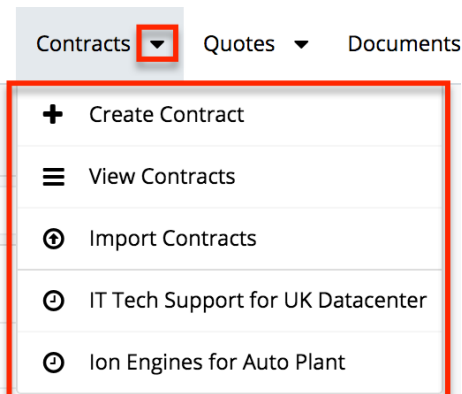 Contracts Quotes Documents
Create Contract
View Contracts
Import Contracts
IT Tech Support for UK Datacenter
Ion Engines for Auto Plant